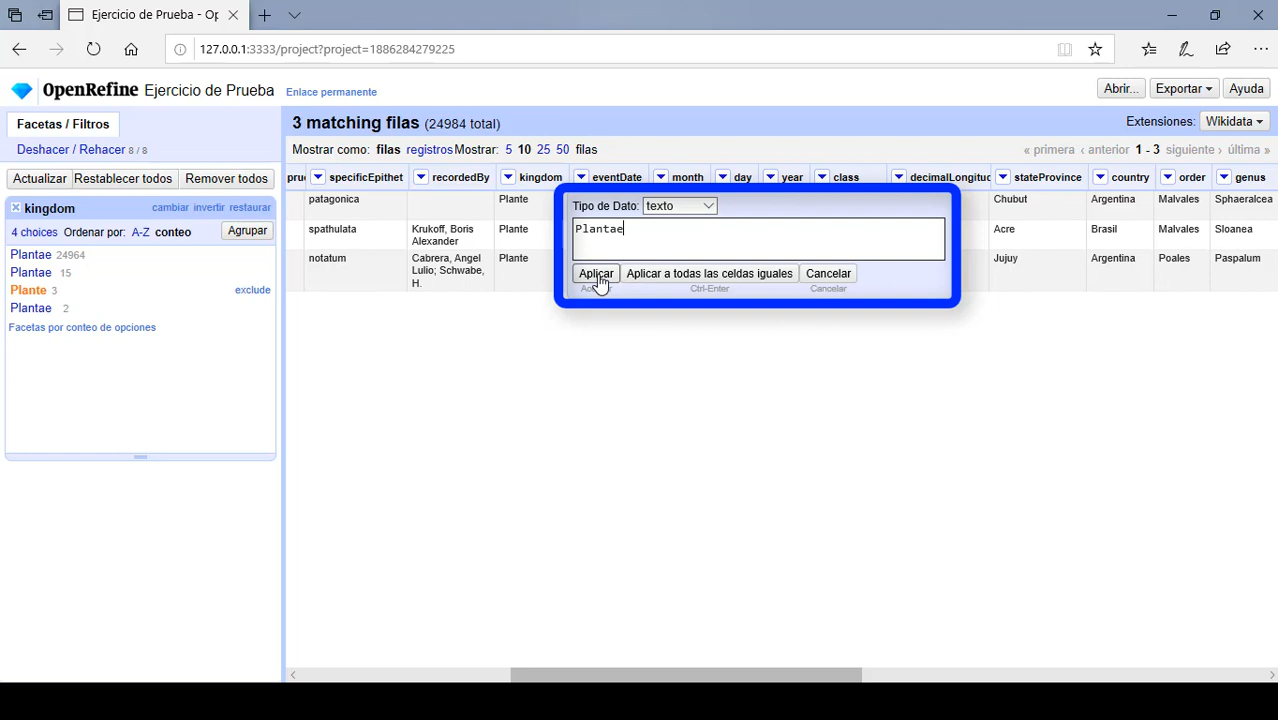 Ejercicio de Prueba - Op
127.0.0.1:3333/project?project=1886284279225
OpenRefine Ejercicio de Prueba Enlace permanente
Abrir... Exportar Ayuda
Facetas / Filtros
Deshacer / Rehacer 8 / 8
Actualizar Restablecer todos Remover todos
kingdom cambiar invertir restaurar
4 choices Ordenar por: A-Z conteo Agrupar
Plantae 24964
Plantae 15
Plante 3 exclude
Plantae 2
Facetas por conteo de opciones
3 matching filas (24984 total)
Extensiones: Wikidata
Mostrar como: filas registros Mostrar: 5 10 25 50 filas
« primera ‹ anterior 1 - 3 siguiente › última »
specificEpithet recordedBy kingdom eventDate month day year class decimalLongituc stateProvince country order genus
patagonica Plante Chubut Argentina Malvales Sphaeralcea
spathulata Krukoff, Boris Alexander Plante Acre Brasil Malvales Sloanea
notatum Cabrera, Angel Lulio; Schwabe, H. Plante Jujuy Argentina Poales Paspalum
Tipo de Dato: texto
Plantae
Aplicar Aplicar a todas las celdas iguales Cancelar
Ctrl-Enter Cancelar